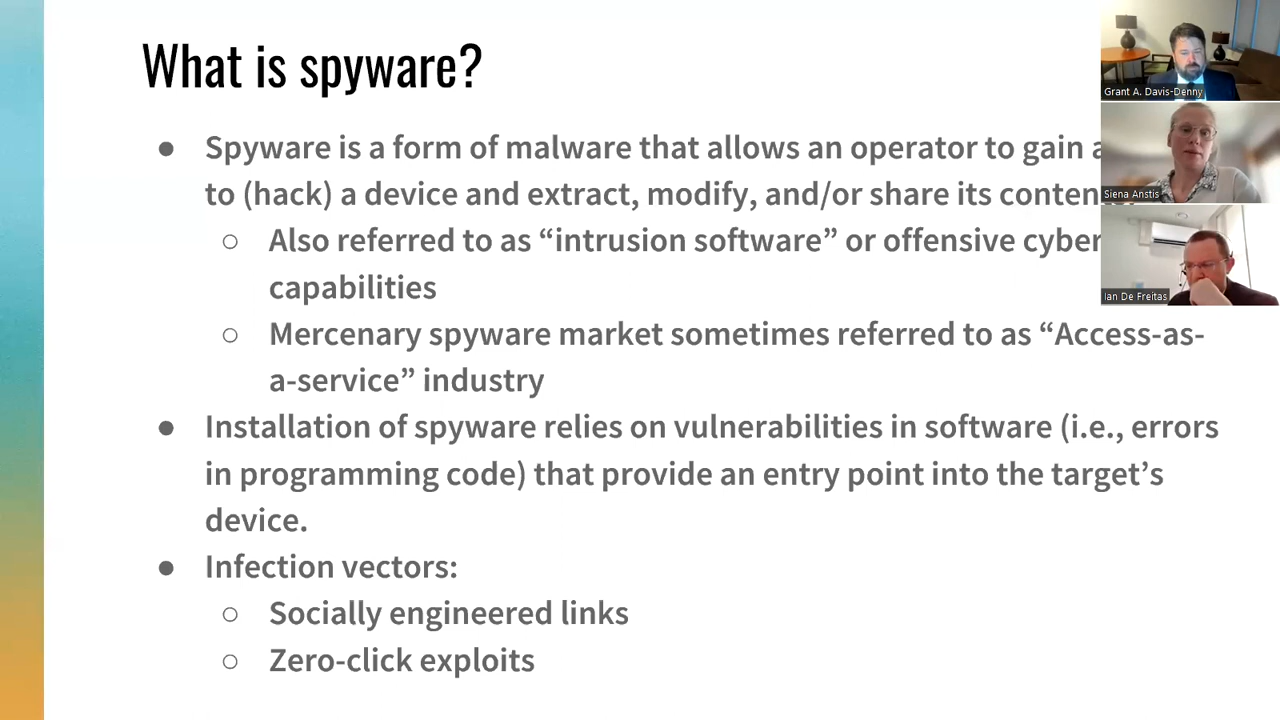 What is spyware?
● Spyware is a form of malware that allows an operator to gain
to (hack) a device and extract, modify, and/or share its
○ Also referred to as “intrusion software” or offensive cyber
capabilities
○ Mercenary spyware market sometimes referred to as “Access-as-
a-service” industry
● Installation of spyware relies on vulnerabilities in software (i.e., errors
in programming code) that provide an entry point into the target’s
device.
● Infection vectors:
○ Socially engineered links
○ Zero-click exploits
Grant A. Davis-Denny
Siena Anstis
Ian De Freitas